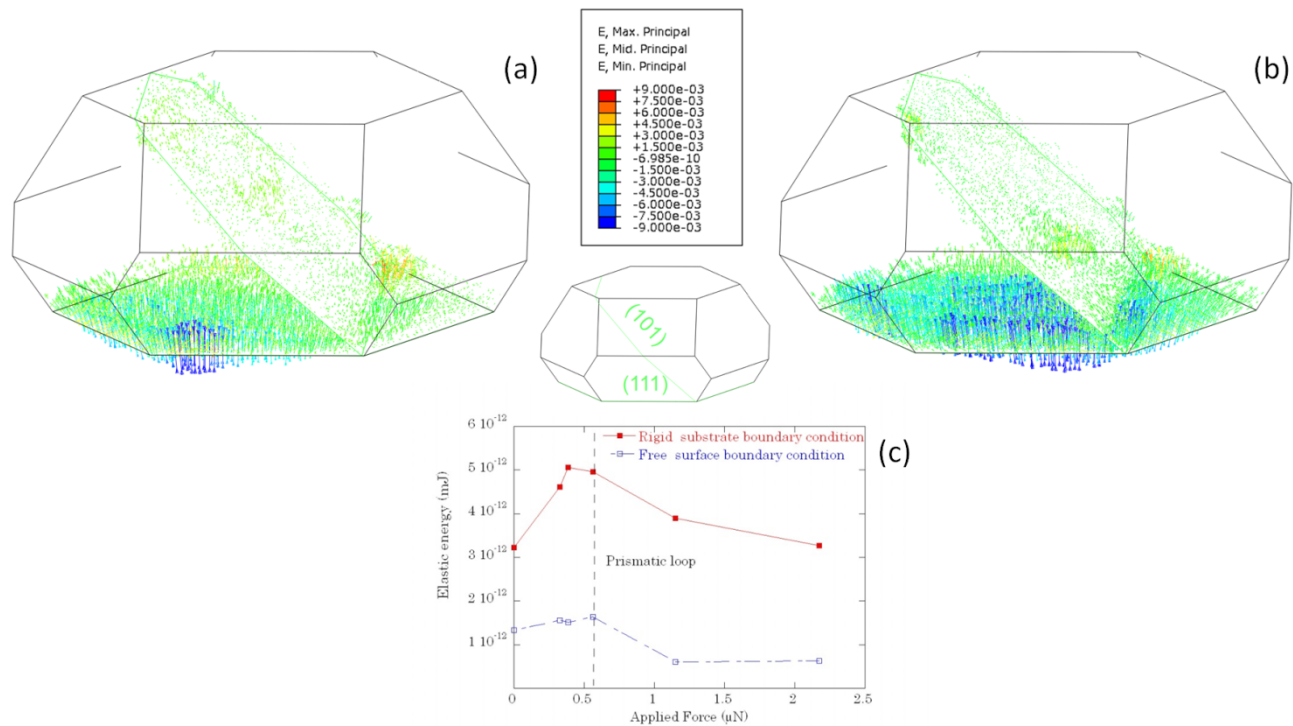 (a)
E, Max. Principal
E, Mid. Principal
E, Min. Principal
+9.000e-03
+7.500e-03
+6.000e-03
+4.500e-03
+3.000e-03
+1.500e-03
-6.985e-10
-1.500e-03
-3.000e-03
-4.500e-03
-6.000e-03
-7.500e-03
-9.000e-03
(b)
(101)
(111)
(c)
6 10⁻¹²
5 10⁻¹²
4 10⁻¹²
3 10⁻¹²
2 10⁻¹²
1 10⁻¹²
Elastic energy (mJ)
Rigid substrate boundary condition
Free surface boundary condition
Prismatic loop
0 0.5 1 1.5 2 2.5
Applied Force (μN)